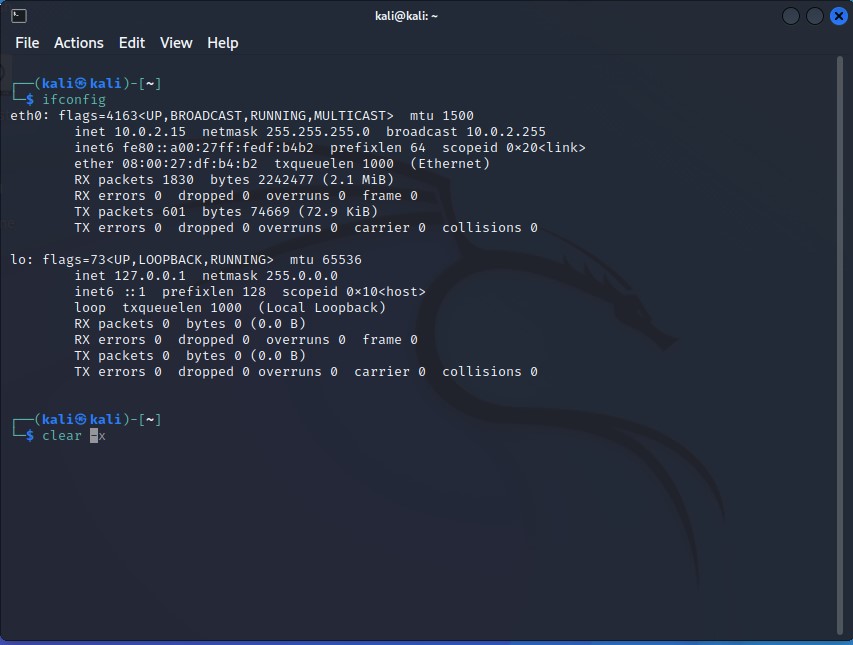 kali@kali: ~
File Actions Edit View Help
┌──(kali㉿kali)-[~]
└─$ ifconfig
eth0: flags=4163<UP,BROADCAST,RUNNING,MULTICAST>  mtu 1500
        inet 10.0.2.15  netmask 255.255.255.0  broadcast 10.0.2.255
        inet6 fe80::a00:27ff:fedf:b4b2  prefixlen 64  scopeid 0x20<link>
        ether 08:00:27:df:b4:b2  txqueuelen 1000  (Ethernet)
        RX packets 1830  bytes 2242477 (2.1 MiB)
        RX errors 0  dropped 0  overruns 0  frame 0
        TX packets 601  bytes 74669 (72.9 KiB)
        TX errors 0  dropped 0 overruns 0  carrier 0  collisions 0
lo: flags=73<UP,LOOPBACK,RUNNING>  mtu 65536
        inet 127.0.0.1  netmask 255.0.0.0
        inet6 ::1  prefixlen 128  scopeid 0x10<host>
        loop  txqueuelen 1000  (Local Loopback)
        RX packets 0  bytes 0 (0.0 B)
        RX errors 0  dropped 0  overruns 0  frame 0
        TX packets 0  bytes 0 (0.0 B)
        TX errors 0  dropped 0 overruns 0  carrier 0  collisions 0
┌──(kali㉿kali)-[~]
└─$ clear -x